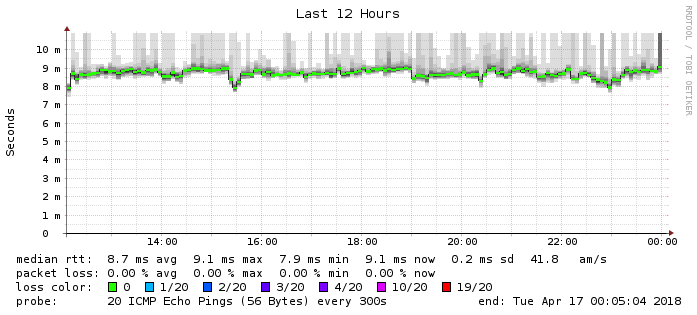 Last 12 Hours
RRDTOOL / TOBI OETIKER
Seconds
10 m
9 m
8 m
7 m
6 m
5 m
4 m
3 m
2 m
1 m
0
14:00 16:00 18:00 20:00 22:00 00:00
median rtt: 8.7 ms avg 9.1 ms max 7.9 ms min 9.1 ms now 0.2 ms sd 41.8 am/s
packet loss: 0.00 % avg 0.00 % max 0.00 % min 0.00 % now
loss color: 0 1/20 2/20 3/20 4/20 10/20 19/20
probe: 20 ICMP Echo Pings (56 Bytes) every 300s end: Tue Apr 17 00:05:04 2018